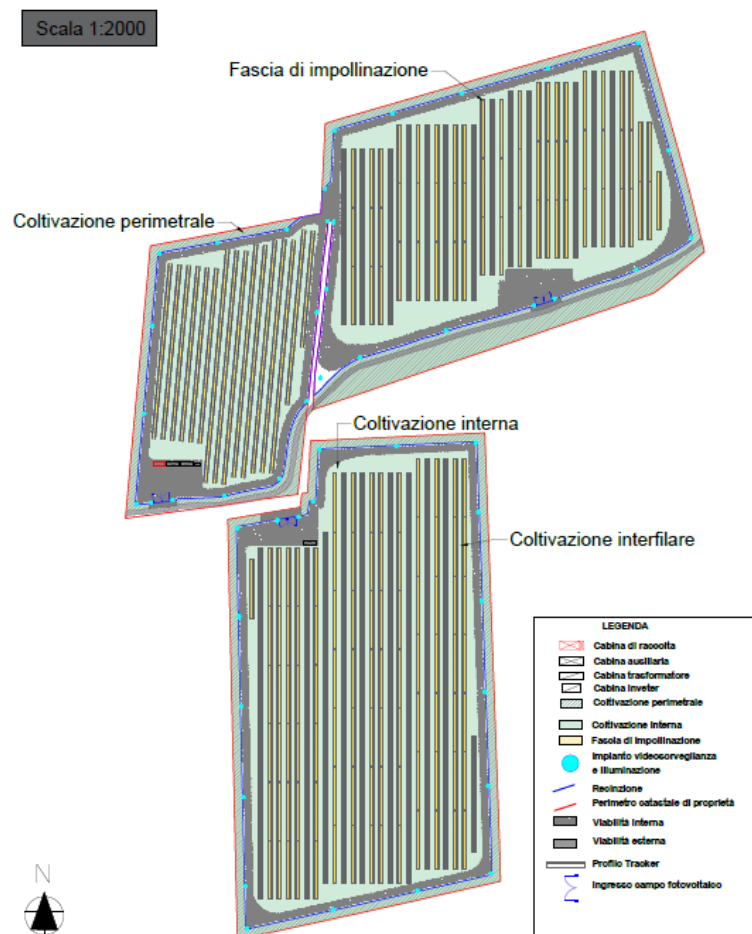 Scala 1:2000
Fascia di impollinazione
Coltivazione perimetrale
Coltivazione interna
Coltivazione interfilare
LEGENDA
Cabina di raccolta
Cabina ausiliaria
Cabina trasformatore
Cabina inveter
Coltivazione perimetrale
Coltivazione interna
Fascia di impollinazione
Impianto videosorveglianza
e illuminazione
Recinzione
Perimetro catastale di proprietà
Viabilità interna
Viabilità esterna
Profilo Tracker
Ingresso campo fotovoltaico
N